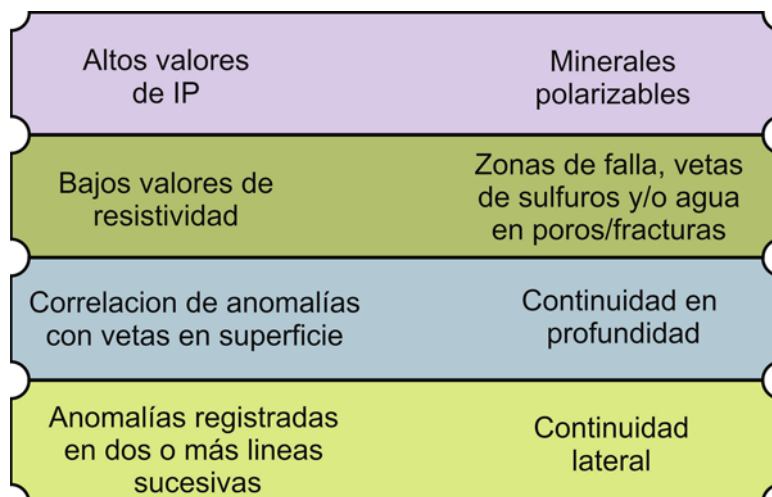 Altos valores
de IP
Minerales
polarizables
Bajos valores de
resistividad
Zonas de falla, vetas
de sulfuros y/o agua
en poros/fracturas
Correlacion de anomalías
con vetas en superficie
Continuidad en
profundidad
Anomalías registradas
en dos o más lineas
sucesivas
Continuidad
lateral